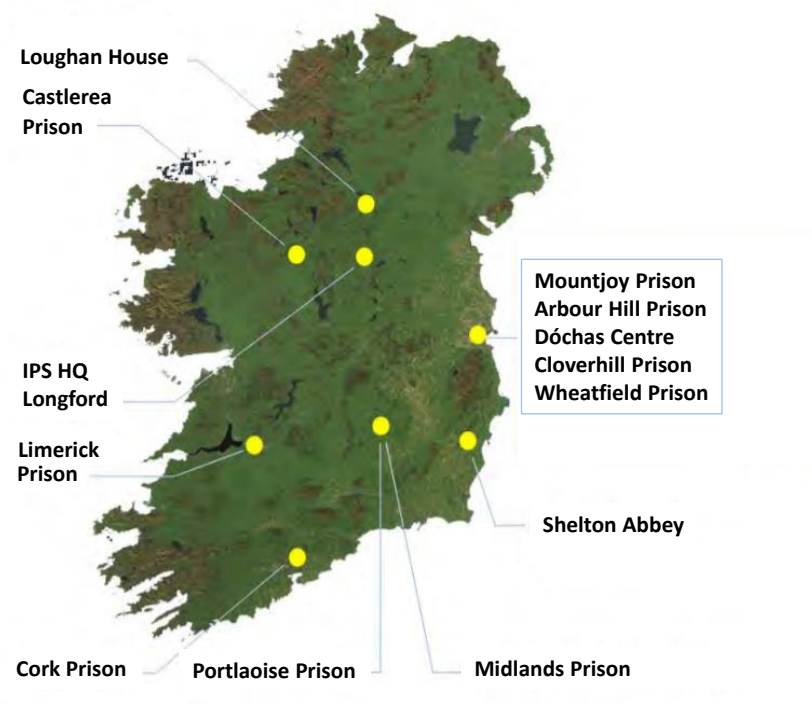 Loughan House
Castlerea
Prison
Mountjoy Prison
Arbour Hill Prison
Dóchas Centre
Cloverhill Prison
Wheatfield Prison
IPS HQ
Longford
Limerick
Prison
Shelton Abbey
Cork Prison
Portlaoise Prison
Midlands Prison